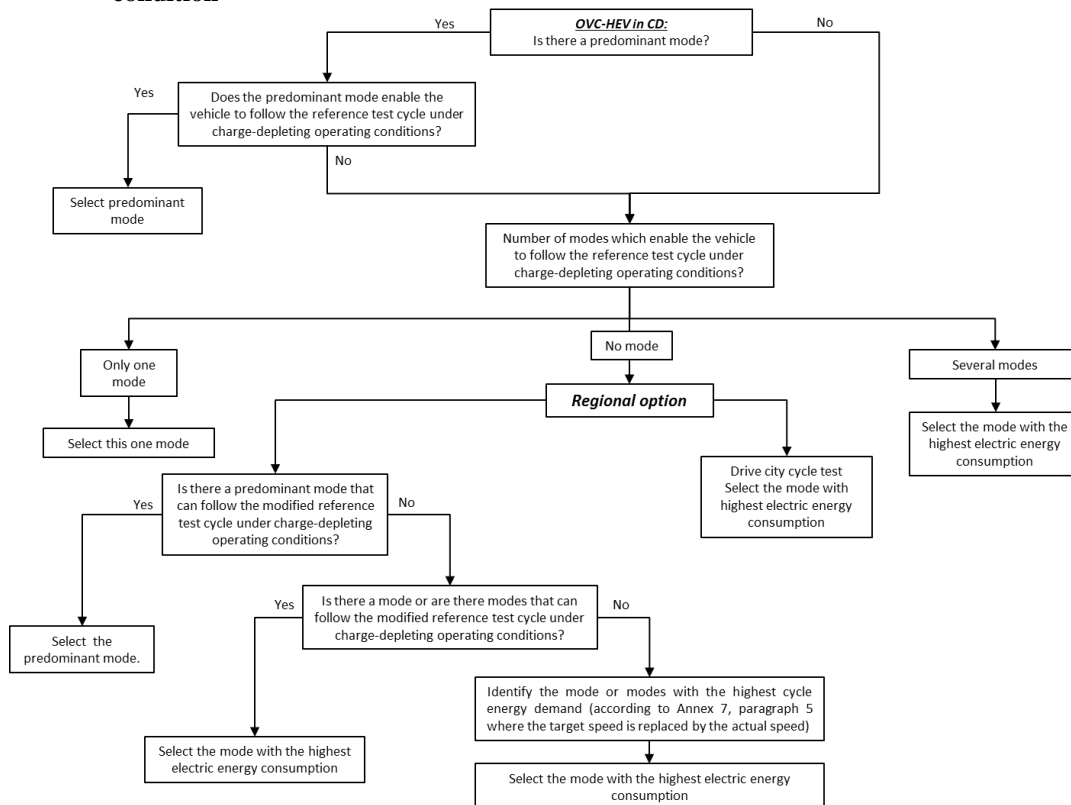 condition
OVC-HEV in CD:
Is there a predominant mode?
Yes
No
Does the predominant mode enable the
vehicle to follow the reference test cycle under
charge-depleting operating conditions?
Yes
No
Select predominant
mode
Number of modes which enable the vehicle
to follow the reference test cycle under
charge-depleting operating conditions?
Only one
mode
No mode
Several modes
Select this one mode
Regional option
Select the mode with the
highest electric energy
consumption
Drive city cycle test
Select the mode with
highest electric energy
consumption
Is there a predominant mode that
can follow the modified reference
test cycle under charge-depleting
operating conditions?
Yes
No
Select the
predominant mode.
Is there a mode or are there modes that can
follow the modified reference test cycle under
charge-depleting operating conditions?
Yes
No
Select the mode with the highest
electric energy consumption
Identify the mode or modes with the highest cycle
energy demand (according to Annex 7, paragraph 5
where the target speed is replaced by the actual speed)
Select the mode with the highest electric energy
consumption